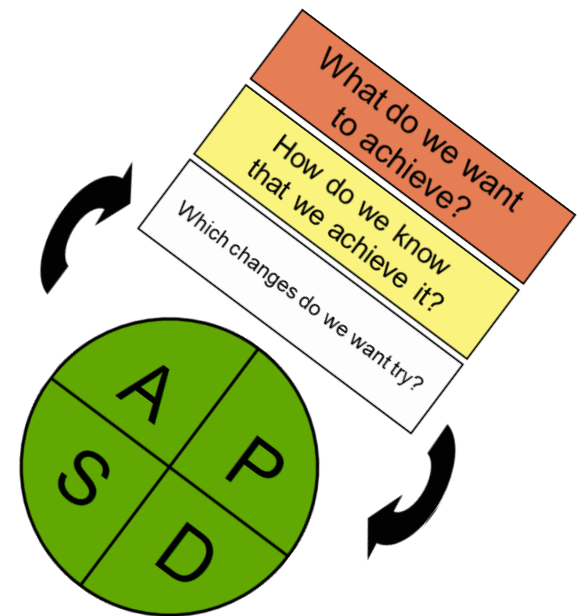 What do we want
to achieve?
How do we know
that we achieve it?
Which changes do we want try?
A
P
S
D